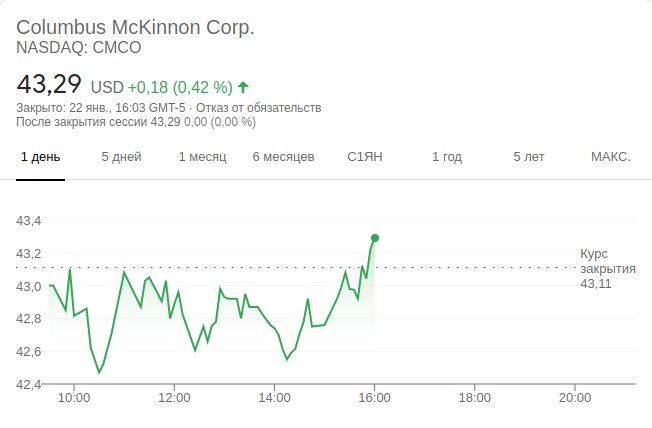 Columbus McKinnon Corp.
NASDAQ: CMCO
43,29 USD +0,18 (0,42 %)
Закрыто: 22 янв., 16:03 GMT-5 · Отказ от обязательств
После закрытия сессии 43,29 0,00 (0,00 %)
1 день 5 дней 1 месяц 6 месяцев С1ЯН 1 год 5 лет МАКС.
43,4
43,2
Курс
закрытия
43,11
43,0
42,8
42,6
42,4
10:00 12:00 14:00 16:00 18:00 20:00